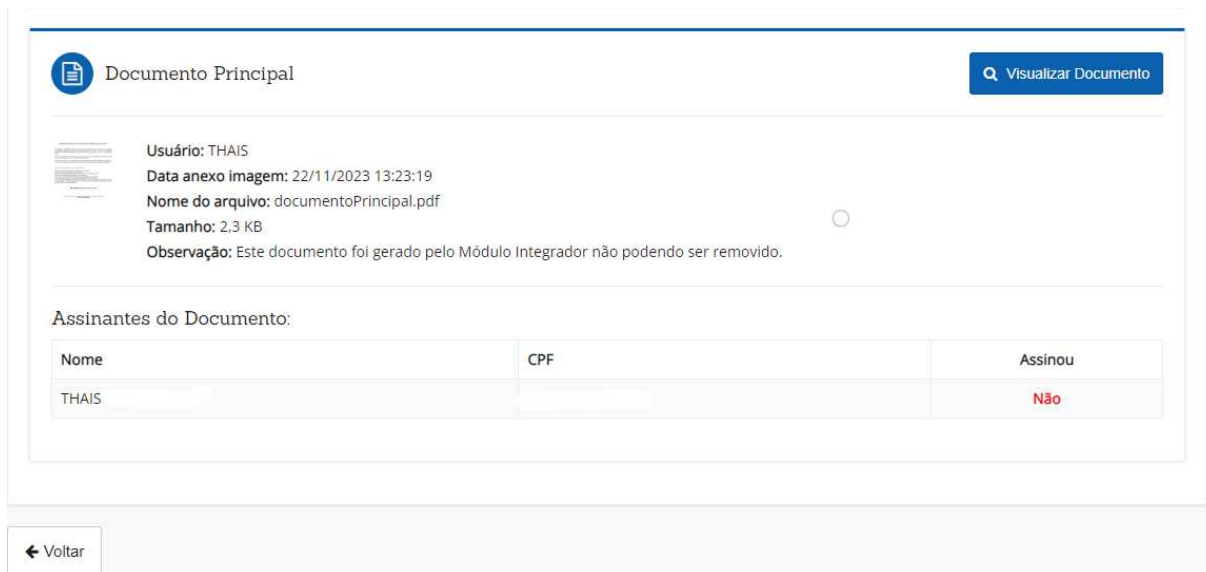 Documento Principal
Visualizar Documento
Usuário: THAIS
Data anexo imagem: 22/11/2023 13:23:19
Nome do arquivo: documentoPrincipal.pdf
Tamanho: 2,3 KB
Observação: Este documento foi gerado pelo Módulo Integrador não podendo ser removido.
Assinantes do Documento:
Nome CPF Assinou
THAIS Não
Voltar